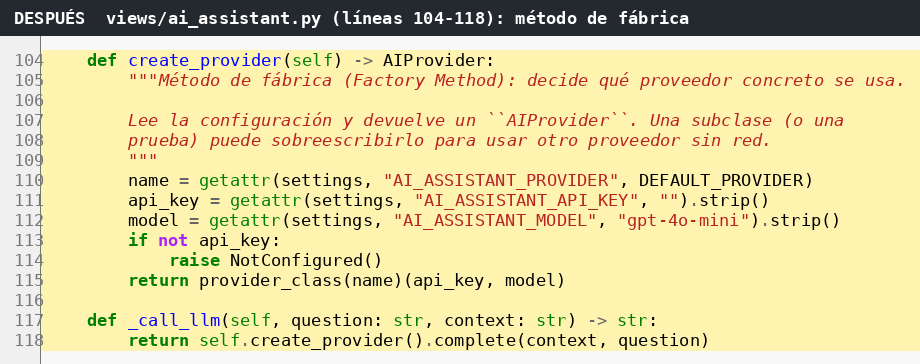 DESPUÉS  views/ai_assistant.py (líneas 104-118): método de fábrica
104    def create_provider(self) -> AIProvider:
105        """Método de fábrica (Factory Method): decide qué proveedor concreto se usa.
106
107        Lee la configuración y devuelve un ``AIProvider``. Una subclase (o una
108        prueba) puede sobreescribirlo para usar otro proveedor sin red.
109        """
110        name = getattr(settings, "AI_ASSISTANT_PROVIDER", DEFAULT_PROVIDER)
111        api_key = getattr(settings, "AI_ASSISTANT_API_KEY", "").strip()
112        model = getattr(settings, "AI_ASSISTANT_MODEL", "gpt-4o-mini").strip()
113        if not api_key:
114            raise NotConfigured()
115        return provider_class(name)(api_key, model)
116
117    def _call_llm(self, question: str, context: str) -> str:
118        return self.create_provider().complete(context, question)